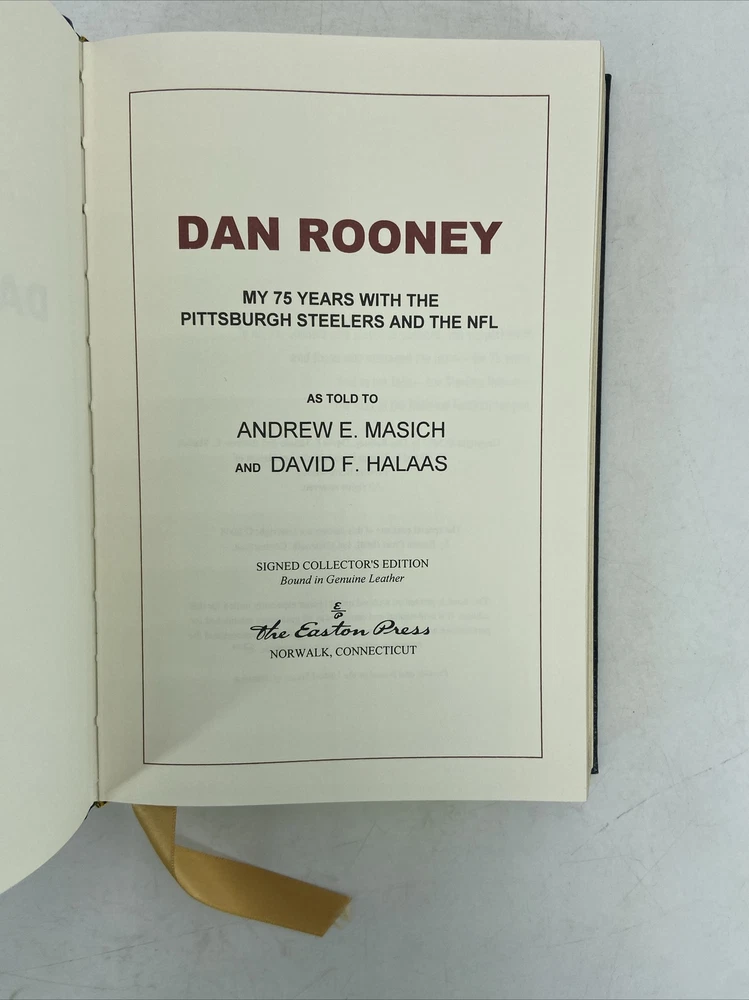 DAN ROONEY
MY 75 YEARS WITH THE
PITTSBURGH STEELERS AND THE NFL
AS TOLD TO
ANDREW E. MASICH
AND DAVID F. HALAAS
SIGNED COLLECTOR'S EDITION
Bound in Genuine Leather
E
P
The Easton Press
NORWALK, CONNECTICUT